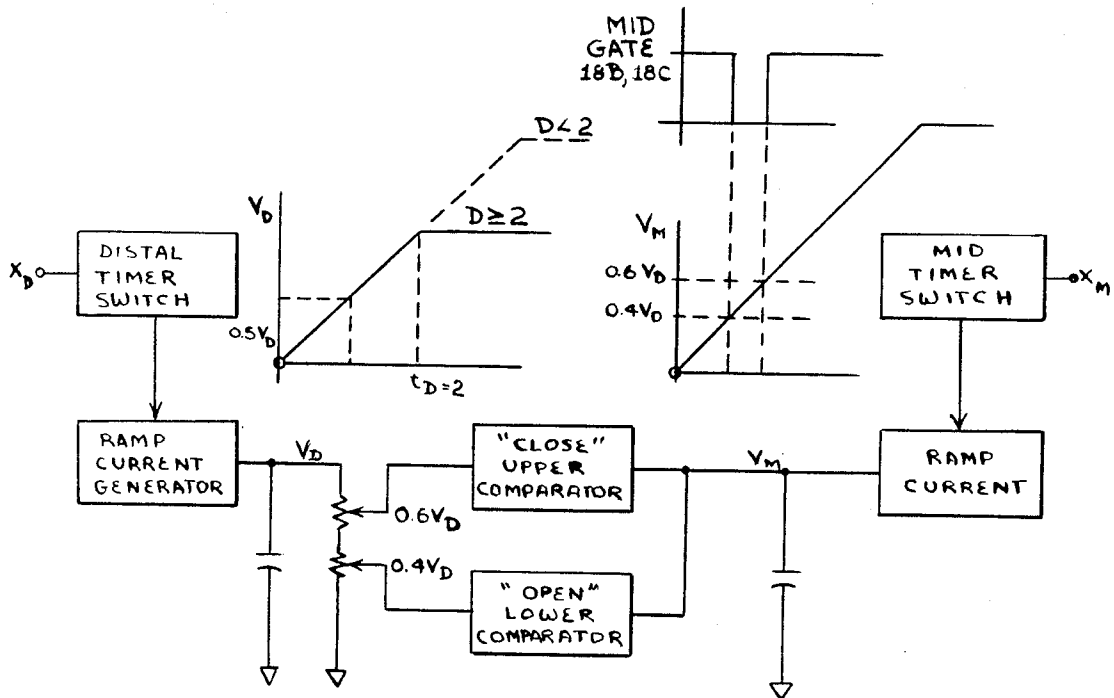 MID
GATE
18B, 18C
D<2
V_D
D≥2
V_M
X_D
DISTAL
TIMER
SWITCH
0.5V_D
t_D=2
0.6V_D
0.4V_D
MID
TIMER
SWITCH
X_M
RAMP
CURRENT
GENERATOR
V_D
0.6V_D
0.4V_D
"CLOSE"
UPPER
COMPARATOR
"OPEN"
LOWER
COMPARATOR
V_M
RAMP
CURRENT